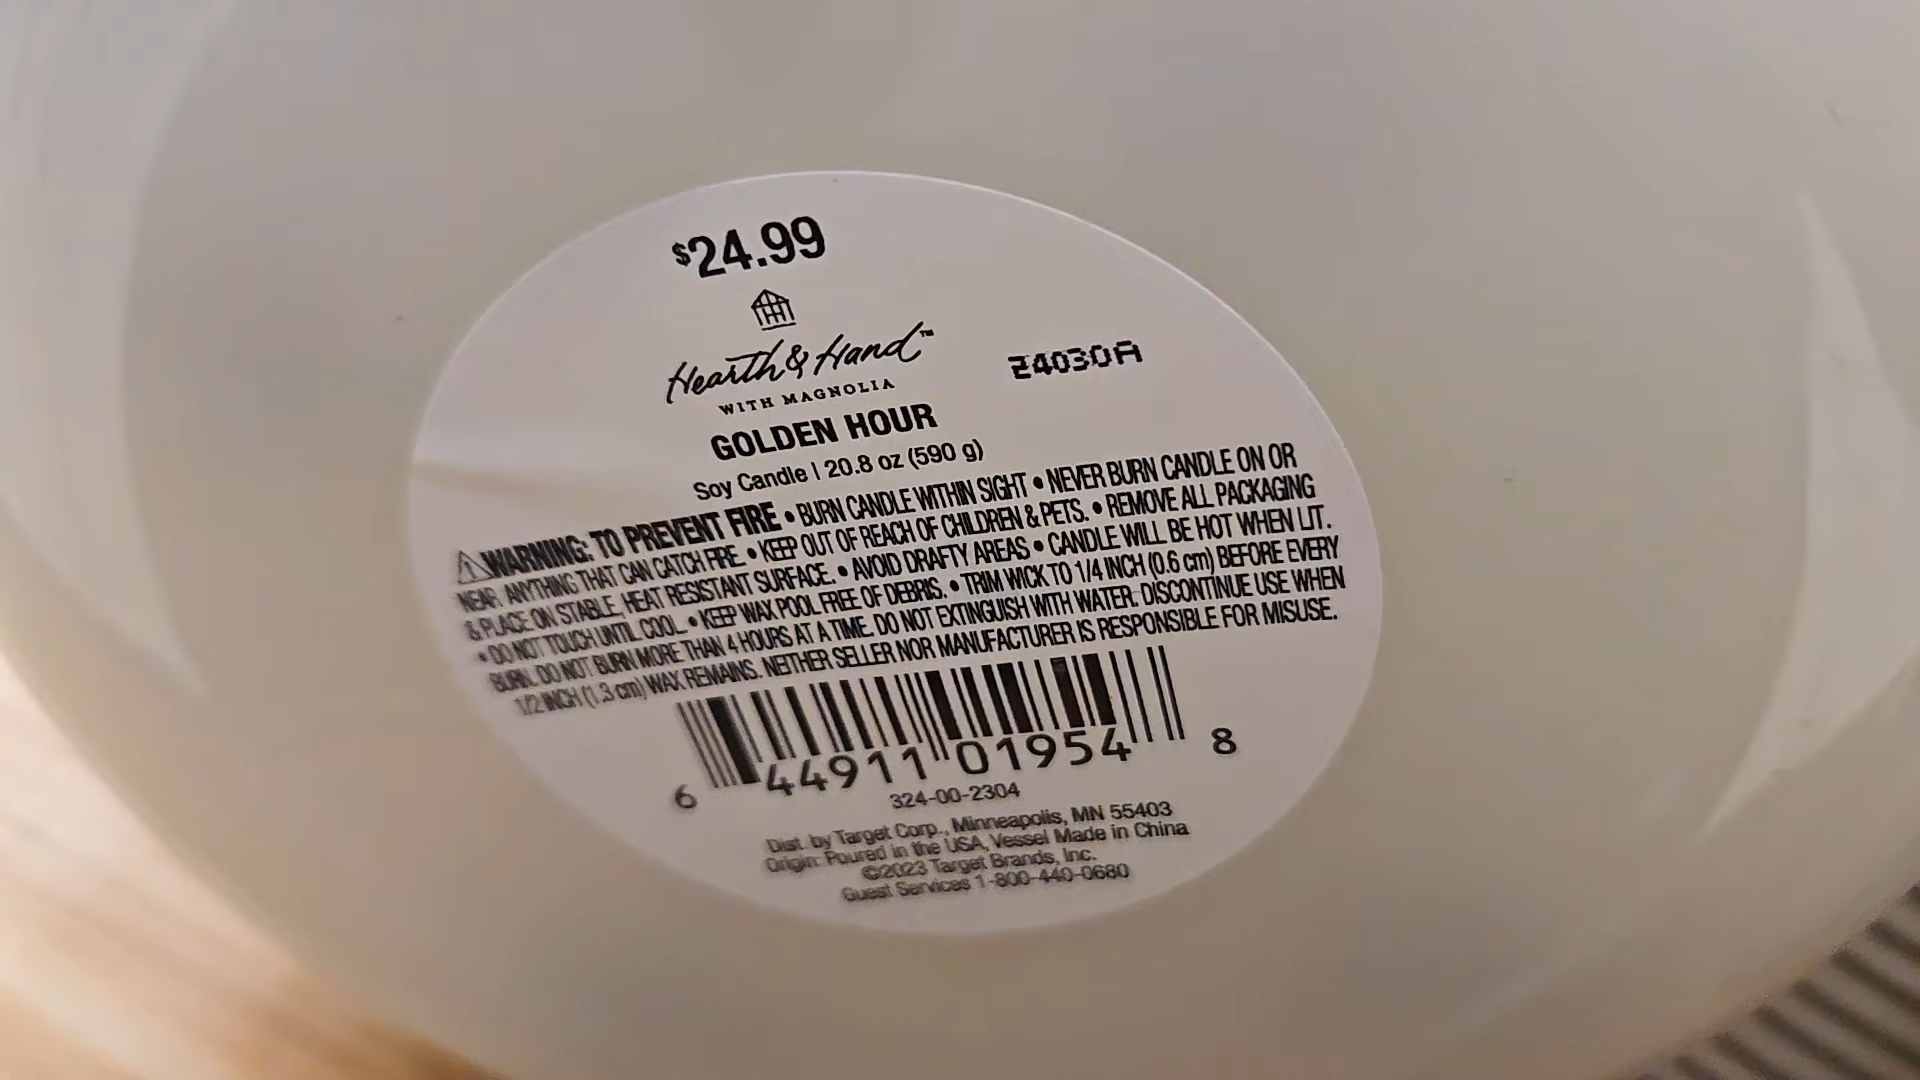 $24.99
Hearth & Hand™
WITH MAGNOLIA
24030A
GOLDEN HOUR
Soy Candle | 20.8 oz (590 g)
⚠WARNING: TO PREVENT FIRE • BURN CANDLE WITHIN SIGHT • NEVER BURN CANDLE ON OR
NEAR ANYTHING THAT CAN CATCH FIRE. • KEEP OUT OF REACH OF CHILDREN & PETS. • REMOVE ALL PACKAGING
& PLACE ON STABLE, HEAT RESISTANT SURFACE. • AVOID DRAFTY AREAS • CANDLE WILL BE HOT WHEN LIT.
• DO NOT TOUCH UNTIL COOL. • KEEP WAX POOL FREE OF DEBRIS. • TRIM WICK TO 1/4 INCH (0.6 cm) BEFORE EVERY
BURN. DO NOT BURN MORE THAN 4 HOURS AT A TIME. DO NOT EXTINGUISH WITH WATER. DISCONTINUE USE WHEN
1/2 INCH (1.3 cm) WAX REMAINS. NEITHER SELLER NOR MANUFACTURER IS RESPONSIBLE FOR MISUSE.
6 44911 01954 8
324-00-2304
Dist. by Target Corp., Minneapolis, MN 55403
Origin: Poured in the USA, Vessel Made in China
©2023 Target Brands, Inc.
Guest Services 1-800-440-0680